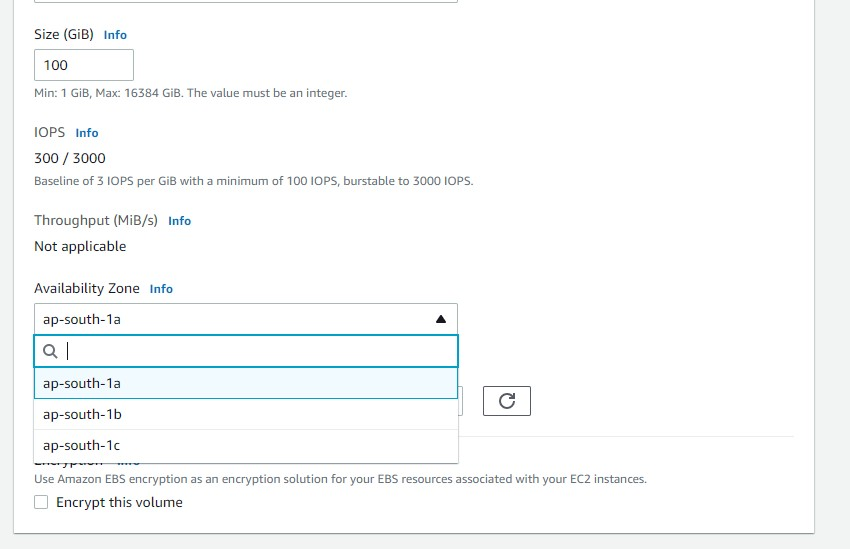 Size (GiB) Info
100
Min: 1 GiB, Max: 16384 GiB. The value must be an integer.
IOPS Info
300 / 3000
Baseline of 3 IOPS per GiB with a minimum of 100 IOPS, burstable to 3000 IOPS.
Throughput (MiB/s) Info
Not applicable
Availability Zone Info
ap-south-1a
ap-south-1a
ap-south-1b
ap-south-1c
Encryption Info
Use Amazon EBS encryption as an encryption solution for your EBS resources associated with your EC2 instances.
Encrypt this volume